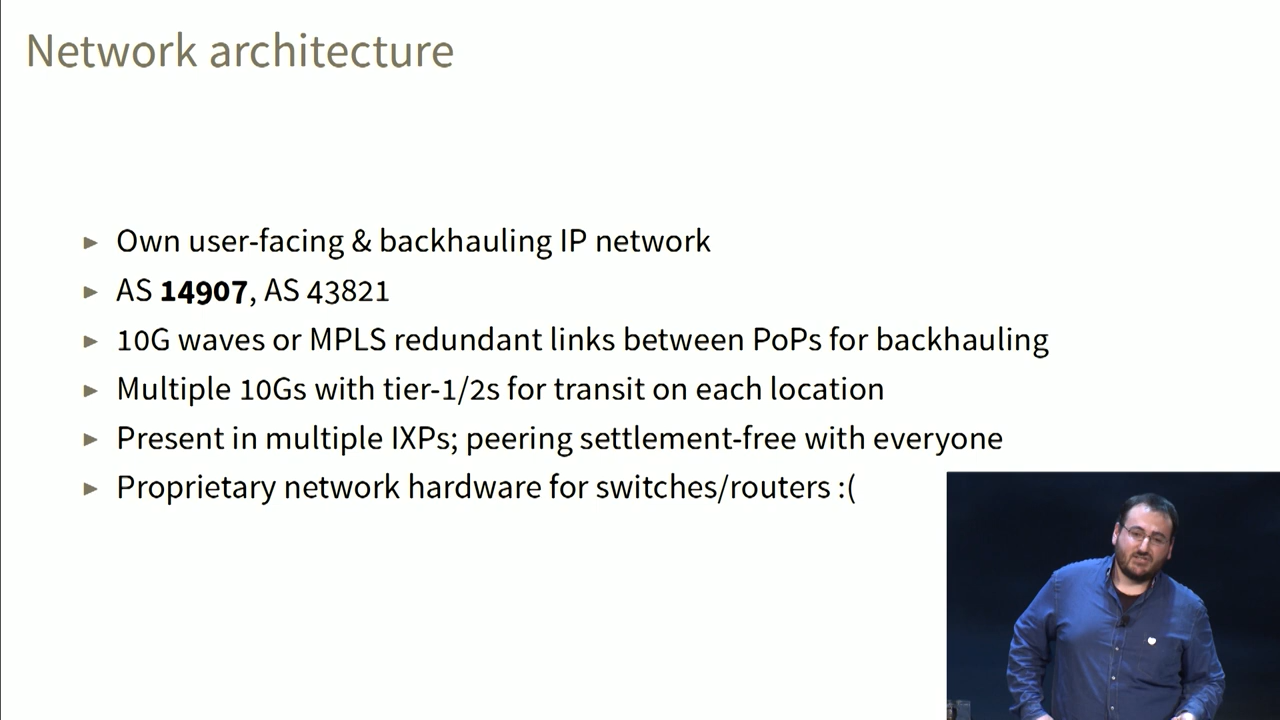 Network architecture
► Own user-facing & backhauling IP network
► AS 14907, AS 43821
► 10G waves or MPLS redundant links between PoPs for backhauling
► Multiple 10Gs with tier-1/2s for transit on each location
► Present in multiple IXPs; peering settlement-free with everyone
► Proprietary network hardware for switches/routers :(